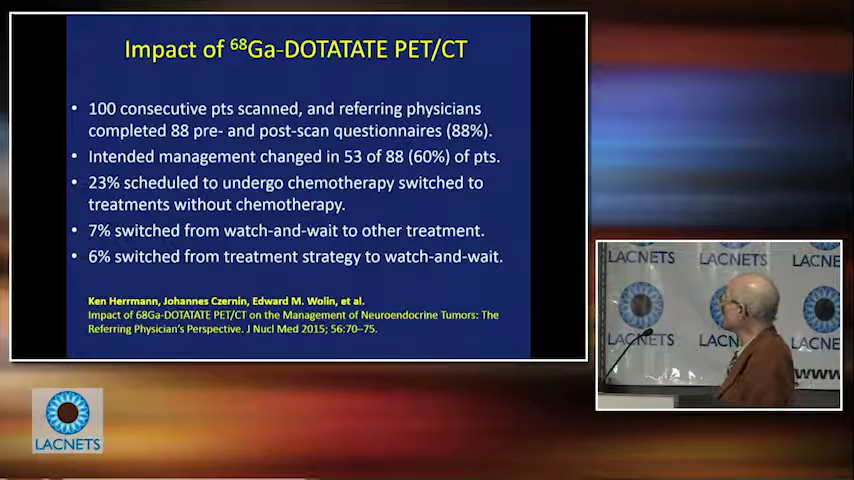 Impact of ⁶⁸Ga-DOTATATE PET/CT
• 100 consecutive pts scanned, and referring physicians
completed 88 pre- and post-scan questionnaires (88%).
• Intended management changed in 53 of 88 (60%) of pts.
• 23% scheduled to undergo chemotherapy switched to
treatments without chemotherapy.
• 7% switched from watch-and-wait to other treatment.
• 6% switched from treatment strategy to watch-and-wait.
Ken Herrmann, Johannes Czernin, Edward M. Wolin, et al.
Impact of 68Ga-DOTATATE PET/CT on the Management of Neuroendocrine Tumors: The
Referring Physician's Perspective. J Nucl Med 2015; 56:70–75.
LACNETS
LACNETS
LACN
LACNETS
LACN
LACNE
www
LACNETS